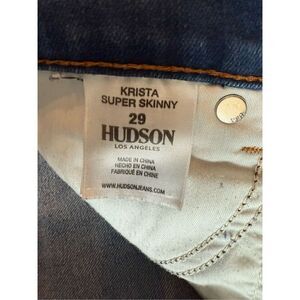 KRISTA
SUPER SKINNY
29
HUDSON
LOS ANGELES
MADE IN CHINA
HECHO EN CHINA
FABRIQUÉ EN CHINE
WWW.HUDSONJEANS.COM